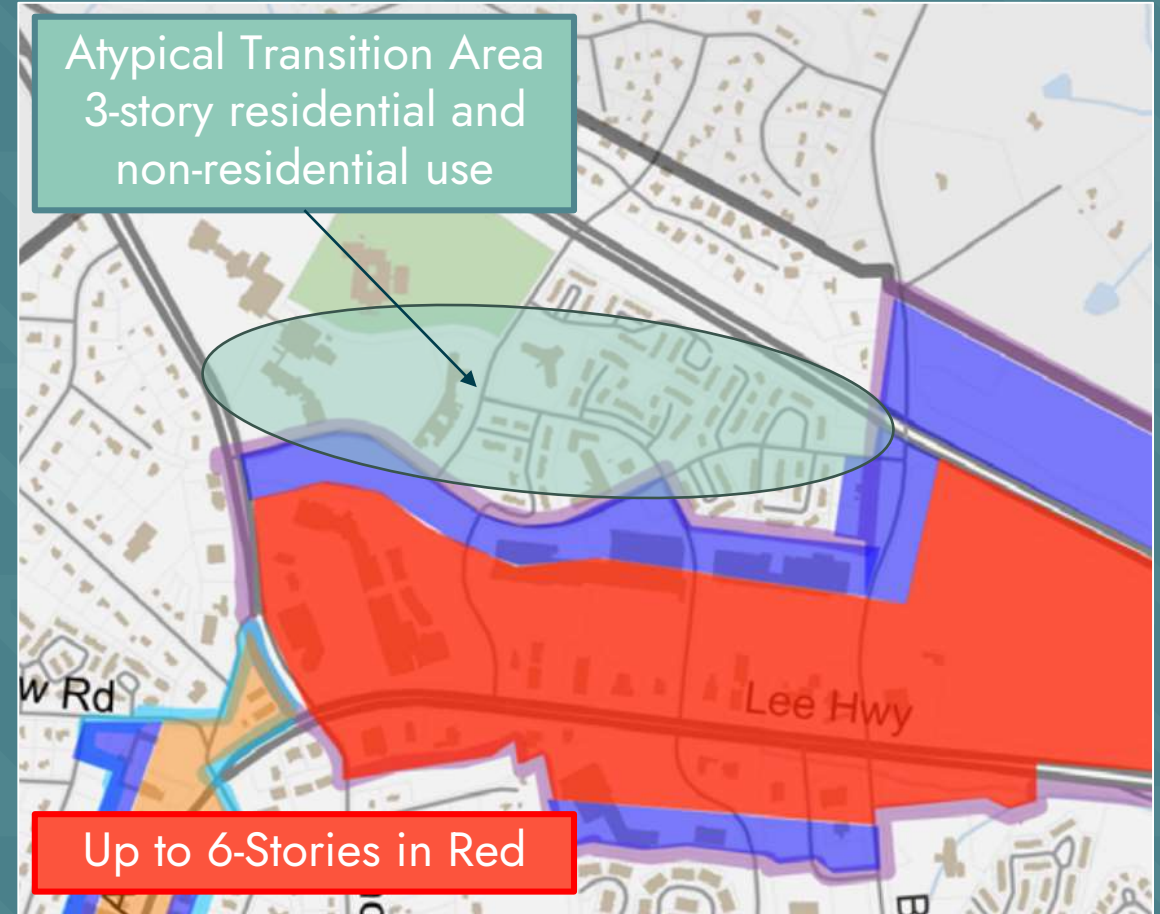 Atypical Transition Area
3-story residential and
non-residential use
w Rd
Lee Hwy
Up to 6-Stories in Red
B